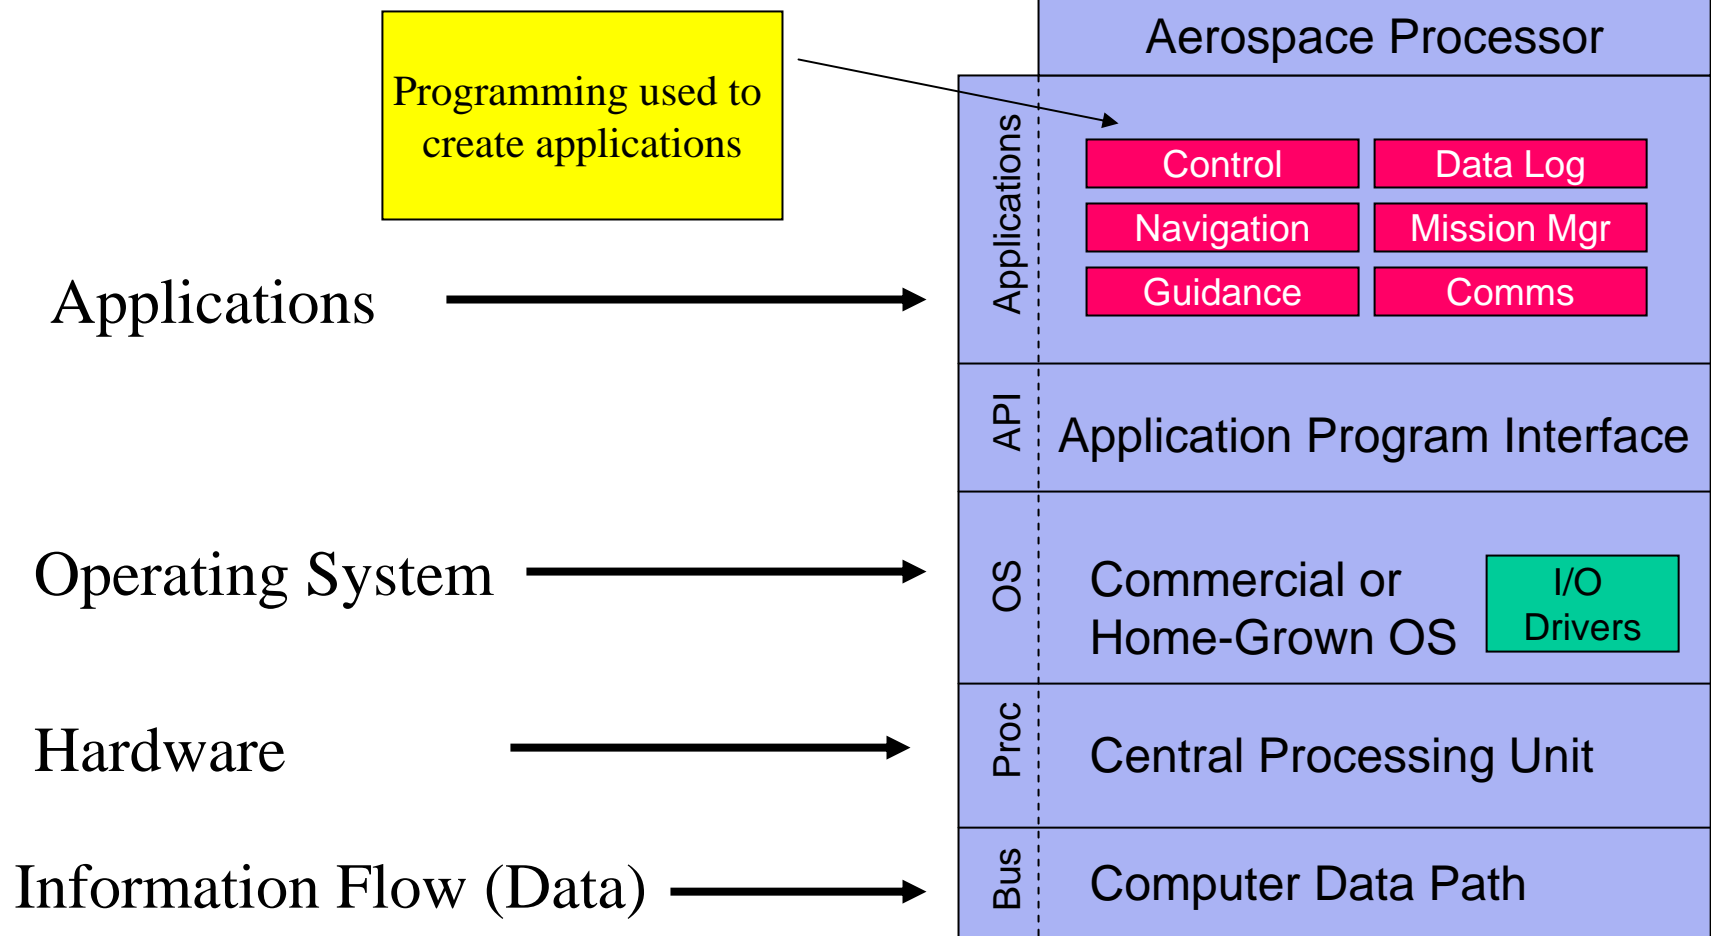 Aerospace Processor
Programming used to
create applications
Applications
Control
Data Log
Navigation
Mission Mgr
Guidance
Comms
Applications
API
Application Program Interface
Operating System
OS
Commercial or
Home-Grown OS
I/O
Drivers
Hardware
Proc
Central Processing Unit
Information Flow (Data)
Bus
Computer Data Path